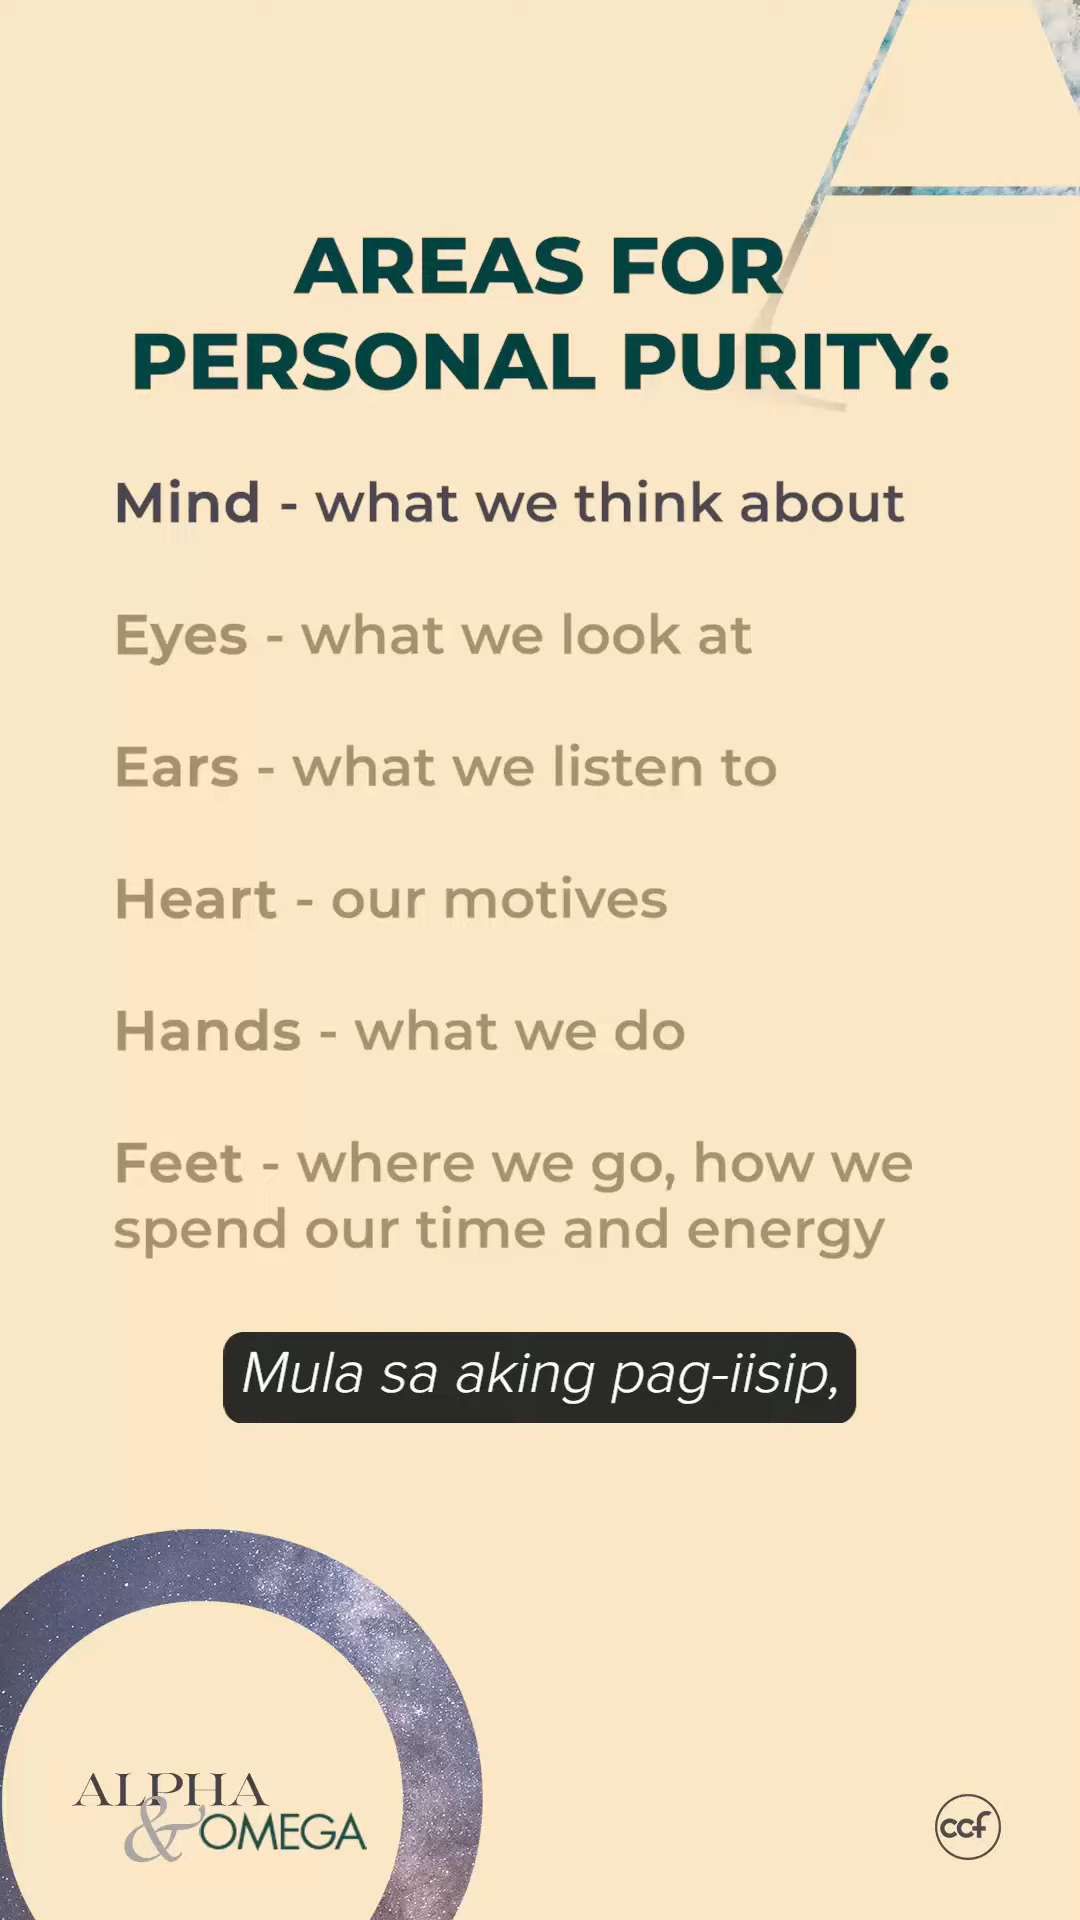 AREAS FOR
PERSONAL PURITY:
Mind - what we think about
Eyes - what we look at
Ears - what we listen to
Heart - our motives
Hands - what we do
Feet - where we go, how we
spend our time and energy
Mula sa aking pag-iisip,
ALPHA
& OMEGA
ccf